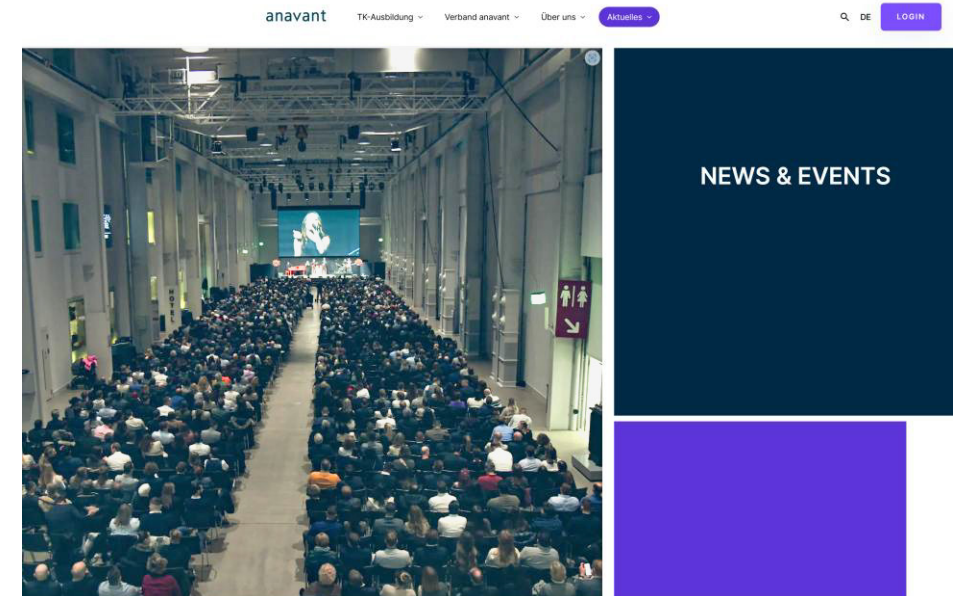 anavant
TK-Ausbildung
Verband anavant
Über uns
Aktuelles
DE
LOGIN
NEWS & EVENTS
HOTEL